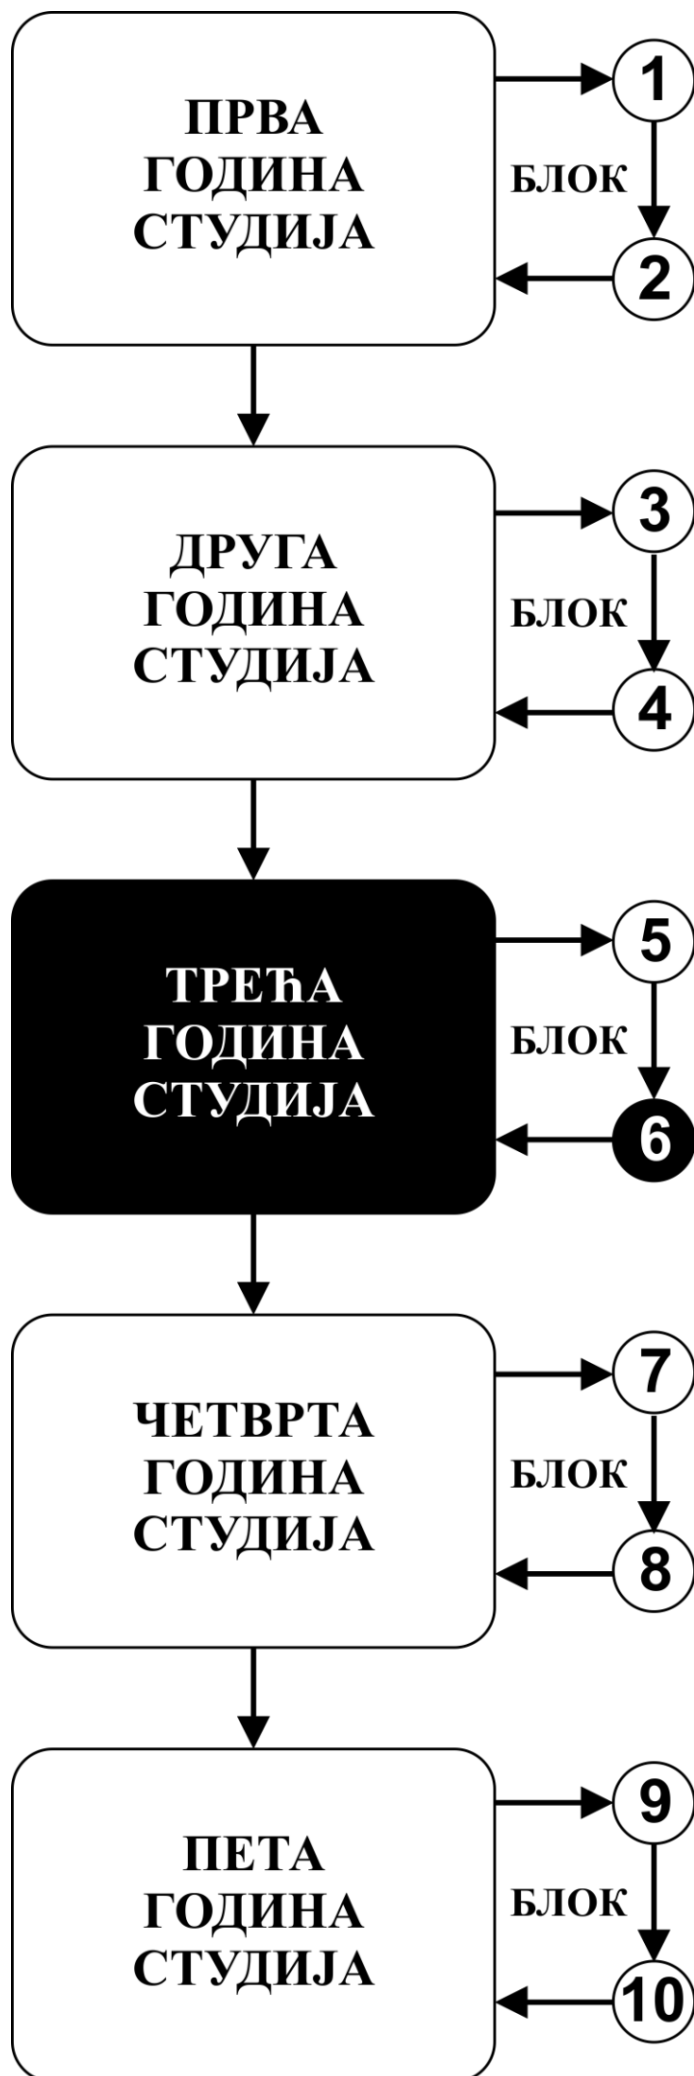 ПРВА
ГОДИНА
СТУДИЈА
1
БЛОК
2
ДРУГА
ГОДИНА
СТУДИЈА
3
БЛОК
4
ТРЕЋА
ГОДИНА
СТУДИЈА
5
БЛОК
6
ЧЕТВРТА
ГОДИНА
СТУДИЈА
7
БЛОК
8
ПЕТА
ГОДИНА
СТУДИЈА
9
БЛОК
10